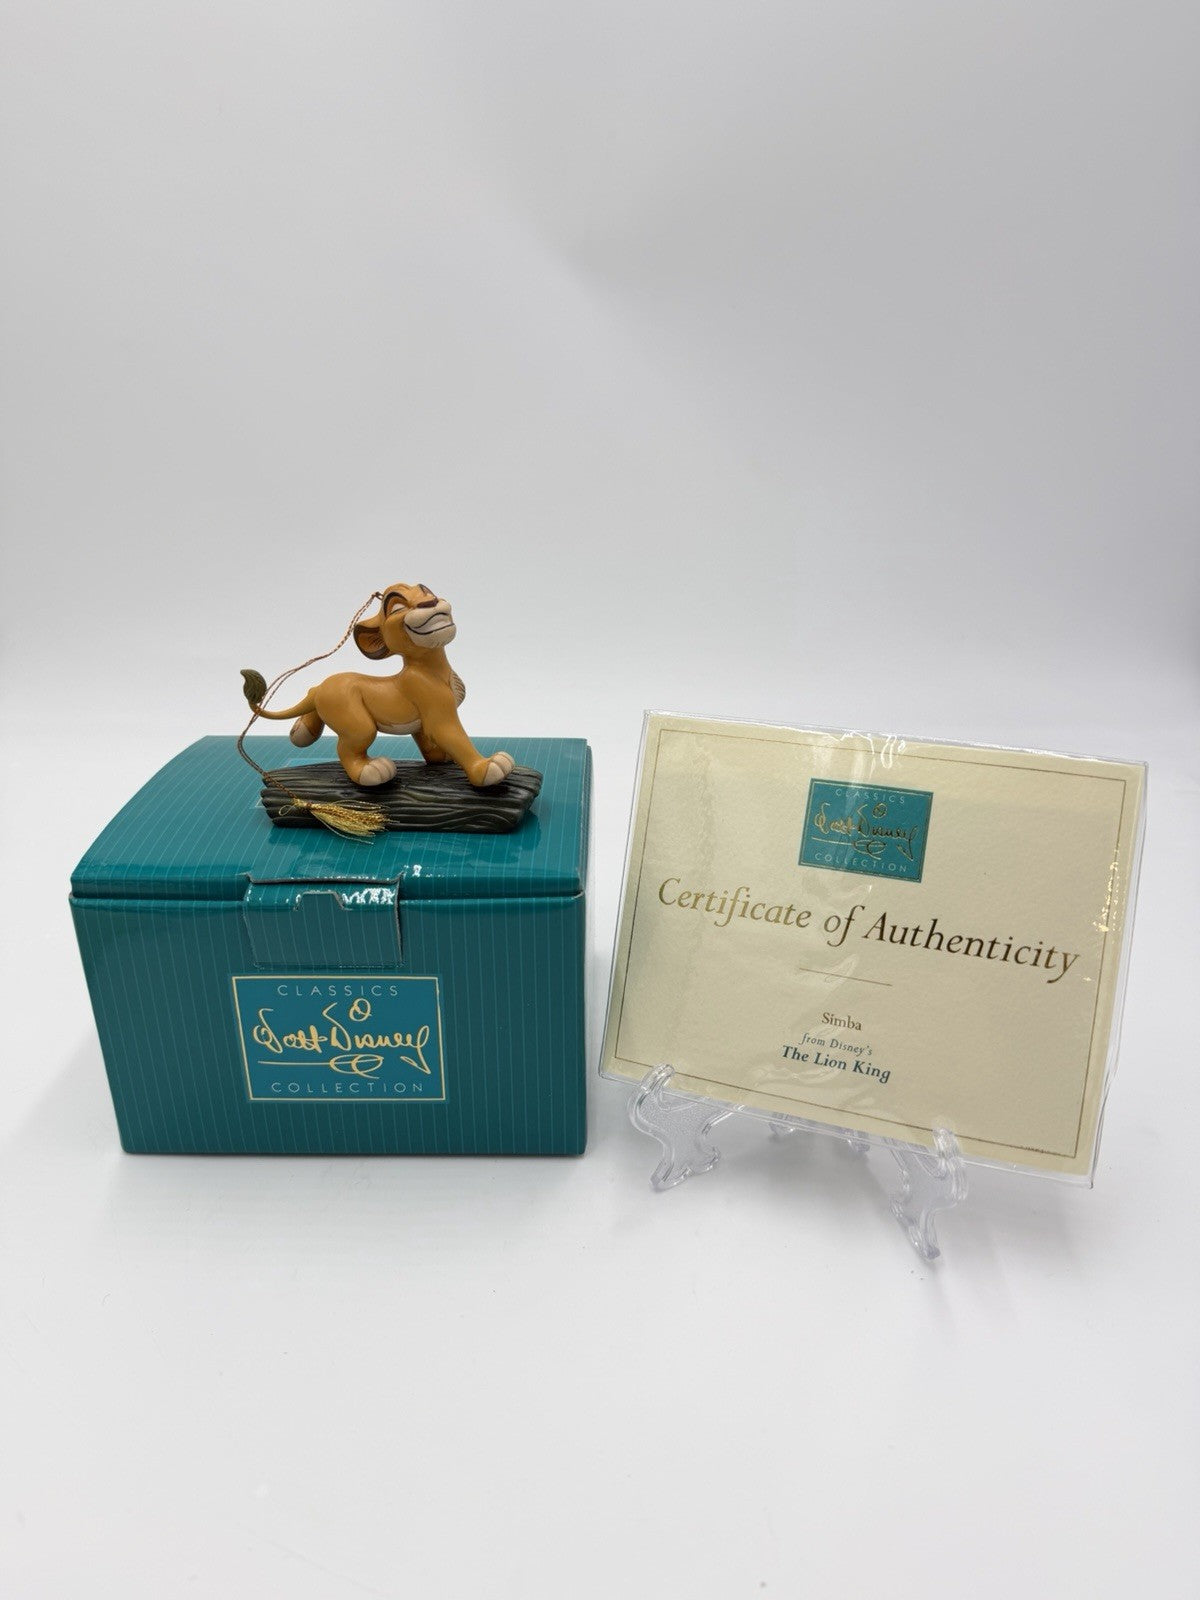 CLASSICS
Walt Disney
COLLECTION
CLASSICS
Walt Disney
COLLECTION
Certificate of Authenticity
Simba
from Disney's
The Lion King